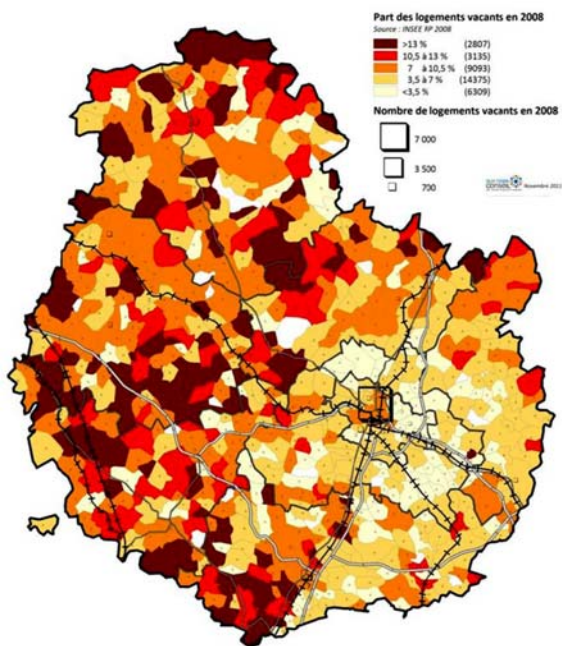 Part des logements vacants en 2008
Source : INSEE RP 2008
>13 % (2807)
10,5 à 13 % (3135)
7 à 10,5 % (9093)
3,5 à 7 % (14375)
<3,5 % (6309)
Nombre de logements vacants en 2008
7 000
3 500
700
CONSEIL
Novembre